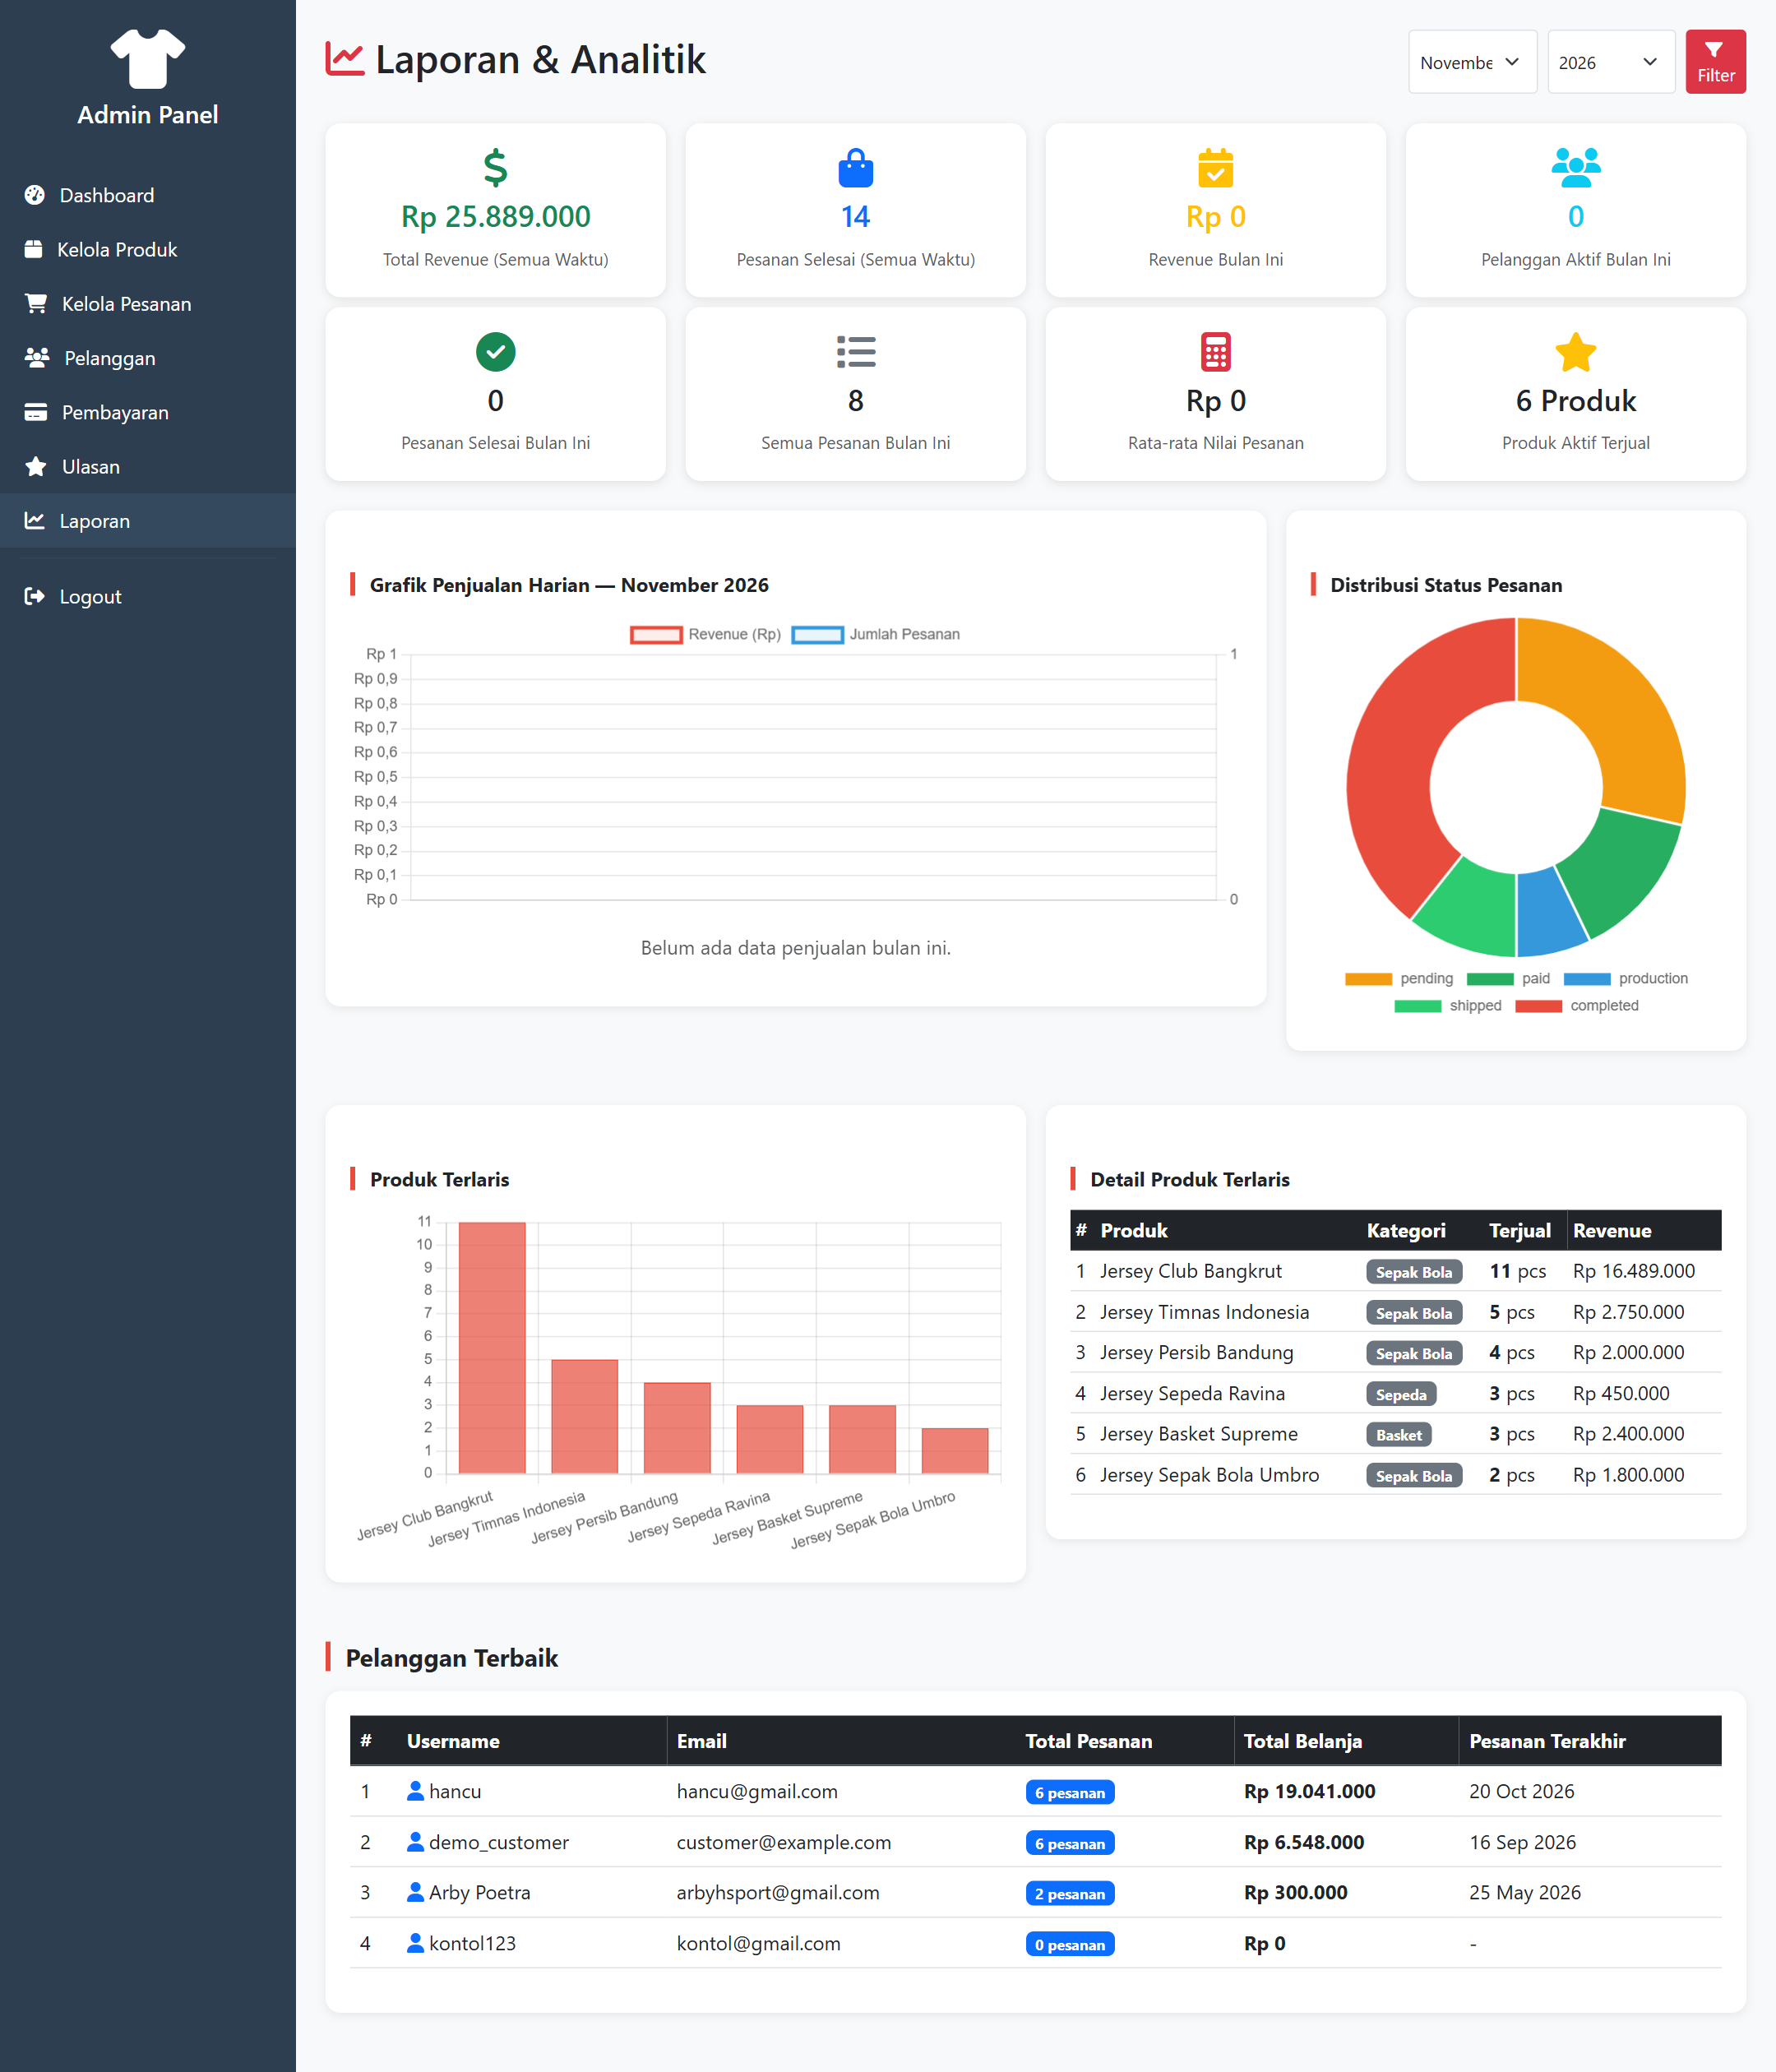 Admin Panel
Dashboard
Kelola Produk
Kelola Pesanan
Pelanggan
Pembayaran
Ulasan
Laporan
Logout
Laporan & Analitik
Novembe
2026
Filter
Rp 25.889.000
Total Revenue (Semua Waktu)
14
Pesanan Selesai (Semua Waktu)
Rp 0
Revenue Bulan Ini
0
Pelanggan Aktif Bulan Ini
0
Pesanan Selesai Bulan Ini
8
Semua Pesanan Bulan Ini
Rp 0
Rata-rata Nilai Pesanan
6 Produk
Produk Aktif Terjual
Grafik Penjualan Harian — November 2026
Revenue (Rp) Jumlah Pesanan
Rp 1
Rp 0,9
Rp 0,8
Rp 0,7
Rp 0,6
Rp 0,5
Rp 0,4
Rp 0,3
Rp 0,2
Rp 0,1
Rp 0
1
0
Belum ada data penjualan bulan ini.
Distribusi Status Pesanan
pending paid production
shipped completed
Produk Terlaris
11
10
9
8
7
6
5
4
3
2
1
0
Jersey Club Bangkrut
Jersey Timnas Indonesia
Jersey Persib Bandung
Jersey Sepeda Ravina
Jersey Basket Supreme
Jersey Sepak Bola Umbro
Detail Produk Terlaris
# Produk Kategori Terjual Revenue
1 Jersey Club Bangkrut Sepak Bola 11 pcs Rp 16.489.000
2 Jersey Timnas Indonesia Sepak Bola 5 pcs Rp 2.750.000
3 Jersey Persib Bandung Sepak Bola 4 pcs Rp 2.000.000
4 Jersey Sepeda Ravina Sepeda 3 pcs Rp 450.000
5 Jersey Basket Supreme Basket 3 pcs Rp 2.400.000
6 Jersey Sepak Bola Umbro Sepak Bola 2 pcs Rp 1.800.000
Pelanggan Terbaik
# Username Email Total Pesanan Total Belanja Pesanan Terakhir
1 hancu hancu@gmail.com 6 pesanan Rp 19.041.000 20 Oct 2026
2 demo_customer customer@example.com 6 pesanan Rp 6.548.000 16 Sep 2026
3 Arby Poetra arbyhsport@gmail.com 2 pesanan Rp 300.000 25 May 2026
4 kontol123 kontol@gmail.com 0 pesanan Rp 0 -